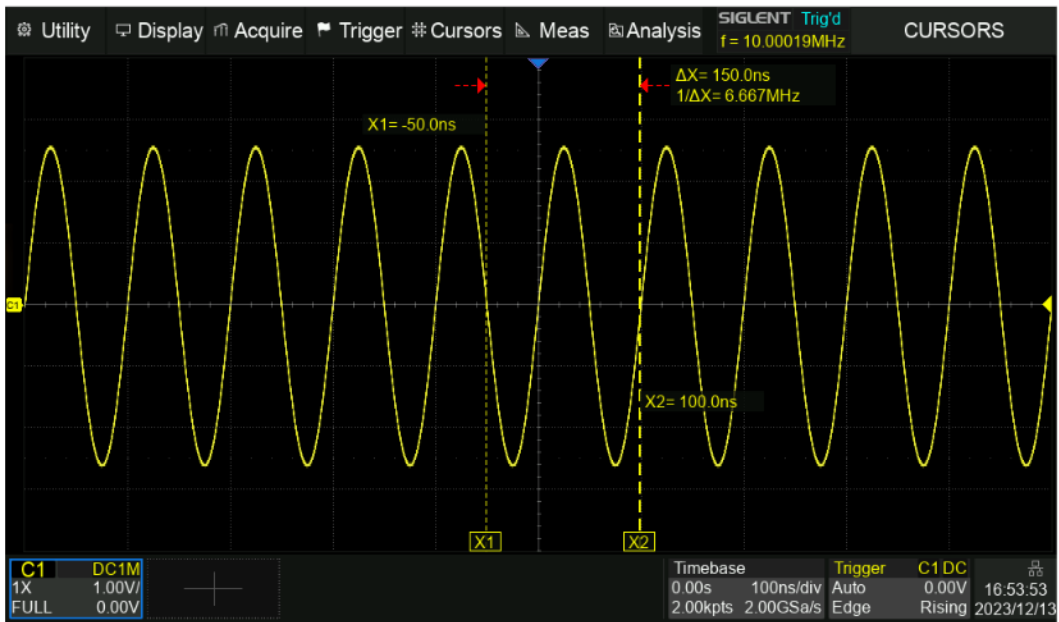 Utility Display Acquire Trigger Cursors Meas Analysis SIGLENT Trig'd CURSORS
f = 10.00019MHz
ΔX= 150.0ns
1/ΔX= 6.667MHz
X1= -50.0ns
C1
X2= 100.0ns
X1 X2
C1 DC1M
1X 1.00V/
FULL 0.00V
Timebase
0.00s 100ns/div
2.00kpts 2.00GSa/s
Trigger C1 DC
Auto 0.00V
Edge Rising
16:53:53
2023/12/13